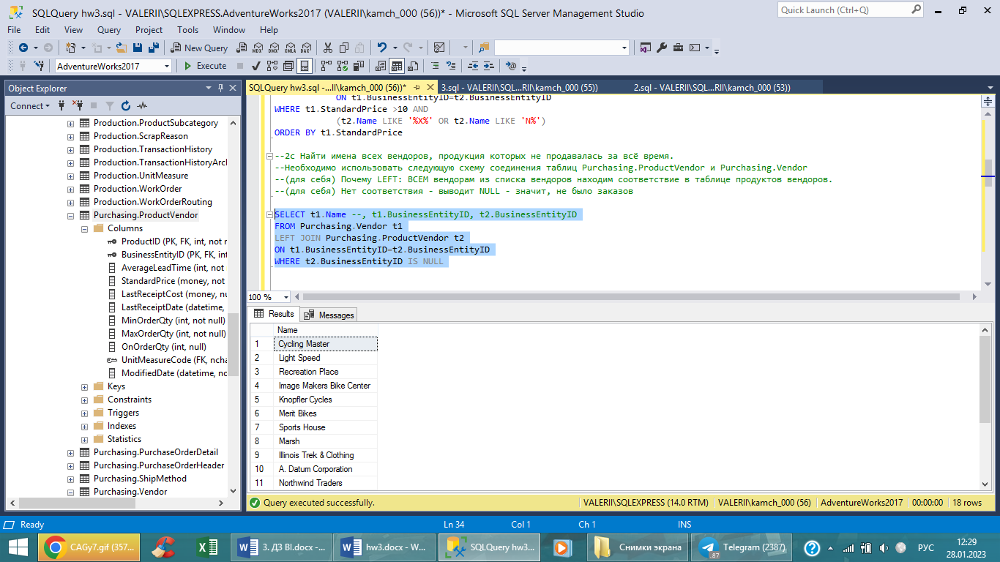 SQLQuery hw3.sql - VALERII\SQLEXPRESS.AdventureWorks2017 (VALERII\kamch_000 (56))* - Microsoft SQL Server Management Studio
Quick Launch (Ctrl+Q)
File Edit View Query Project Tools Window Help
New Query
MDX DMX XMLA DAX
AdventureWorks2017 Execute
Object Explorer
Connect
Production.ProductSubcategory
Production.ScrapReason
Production.TransactionHistory
Production.TransactionHistoryArc
Production.UnitMeasure
Production.WorkOrder
Production.WorkOrderRouting
Purchasing.ProductVendor
Columns
ProductID (PK, FK, int, not r
BusinessEntityID (PK, FK, int
AverageLeadTime (int, not
StandardPrice (money, not
LastReceiptCost (money, nu
LastReceiptDate (datetime,
MinOrderQty (int, not null)
MaxOrderQty (int, not null)
OnOrderQty (int, null)
UnitMeasureCode (FK, ncha
ModifiedDate (datetime, nc
Keys
Constraints
Triggers
Indexes
Statistics
Purchasing.PurchaseOrderDetail
Purchasing.PurchaseOrderHeader
Purchasing.ShipMethod
Purchasing.Vendor
SQLQuery hw3.sql -...II\kamch_000 (56))* 3.sql - VALERII\SQL...RII\kamch_000 (55)) 2.sql - VALERII\SQL...RII\kamch_000 (53))
ON t1.BusinessEntityID=t2.BusinessEntityID
WHERE t1.StandardPrice >10 AND
(t2.Name LIKE '%X%' OR t2.Name LIKE 'N%')
ORDER BY t1.StandardPrice
--2c Найти имена всех вендоров, продукция которых не продавалась за всё время.
--Необходимо использовать следующую схему соединения таблиц Purchasing.ProductVendor и Purchasing.Vendor
--(для себя) Почему LEFT: ВСЕМ вендорам из списка вендоров находим соответствие в таблице продуктов вендоров.
--(для себя) Нет соответствия - выводит NULL - значит, не было заказов
SELECT t1.Name --, t1.BusinessEntityID, t2.BusinessEntityID
FROM Purchasing.Vendor t1
LEFT JOIN Purchasing.ProductVendor t2
ON t1.BusinessEntityID=t2.BusinessEntityID
WHERE t2.BusinessEntityID IS NULL
100 %
Results Messages
Name
1 Cycling Master
2 Light Speed
3 Recreation Place
4 Image Makers Bike Center
5 Knopfler Cycles
6 Merit Bikes
7 Sports House
8 Marsh
9 Illinois Trek & Clothing
10 A. Datum Corporation
11 Northwind Traders
Query executed successfully. VALERII\SQLEXPRESS (14.0 RTM) VALERII\kamch_000 (56) AdventureWorks2017 00:00:00 18 rows
Ready Ln 34 Col 1 Ch 1 INS
CAGy7.gif (357... 3. ДЗ BI.docx -... hw3.docx - W... SQLQuery hw3... Снимки экрана Telegram (2387) .87 РУС 12:29
28.01.2023